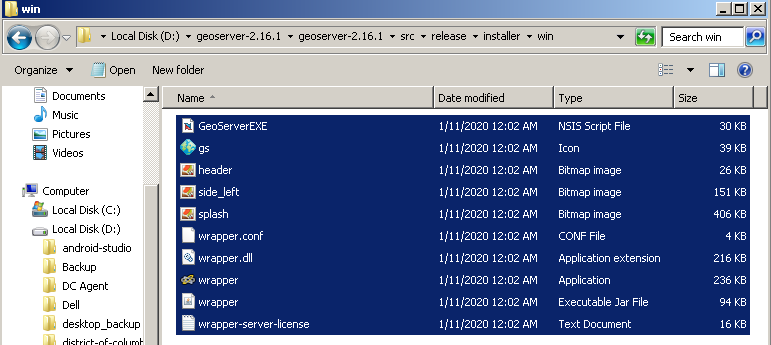 win
Local Disk (D:) geoserver-2.16.1 geoserver-2.16.1 src release installer win Search win
Organize Open New folder
Documents
Music
Pictures
Videos
Computer
Local Disk (C:)
Local Disk (D:)
android-studio
Backup
DC Agent
Dell
desktop_backup
district-of-columb
Name Date modified Type Size
GeoServerEXE 1/11/2020 12:02 AM NSIS Script File 30 KB
gs 1/11/2020 12:02 AM Icon 39 KB
header 1/11/2020 12:02 AM Bitmap image 26 KB
side_left 1/11/2020 12:02 AM Bitmap image 151 KB
splash 1/11/2020 12:02 AM Bitmap image 406 KB
wrapper.conf 1/11/2020 12:02 AM CONF File 4 KB
wrapper.dll 1/11/2020 12:02 AM Application extension 216 KB
wrapper 1/11/2020 12:02 AM Application 236 KB
wrapper 1/11/2020 12:02 AM Executable Jar File 94 KB
wrapper-server-license 1/11/2020 12:02 AM Text Document 16 KB